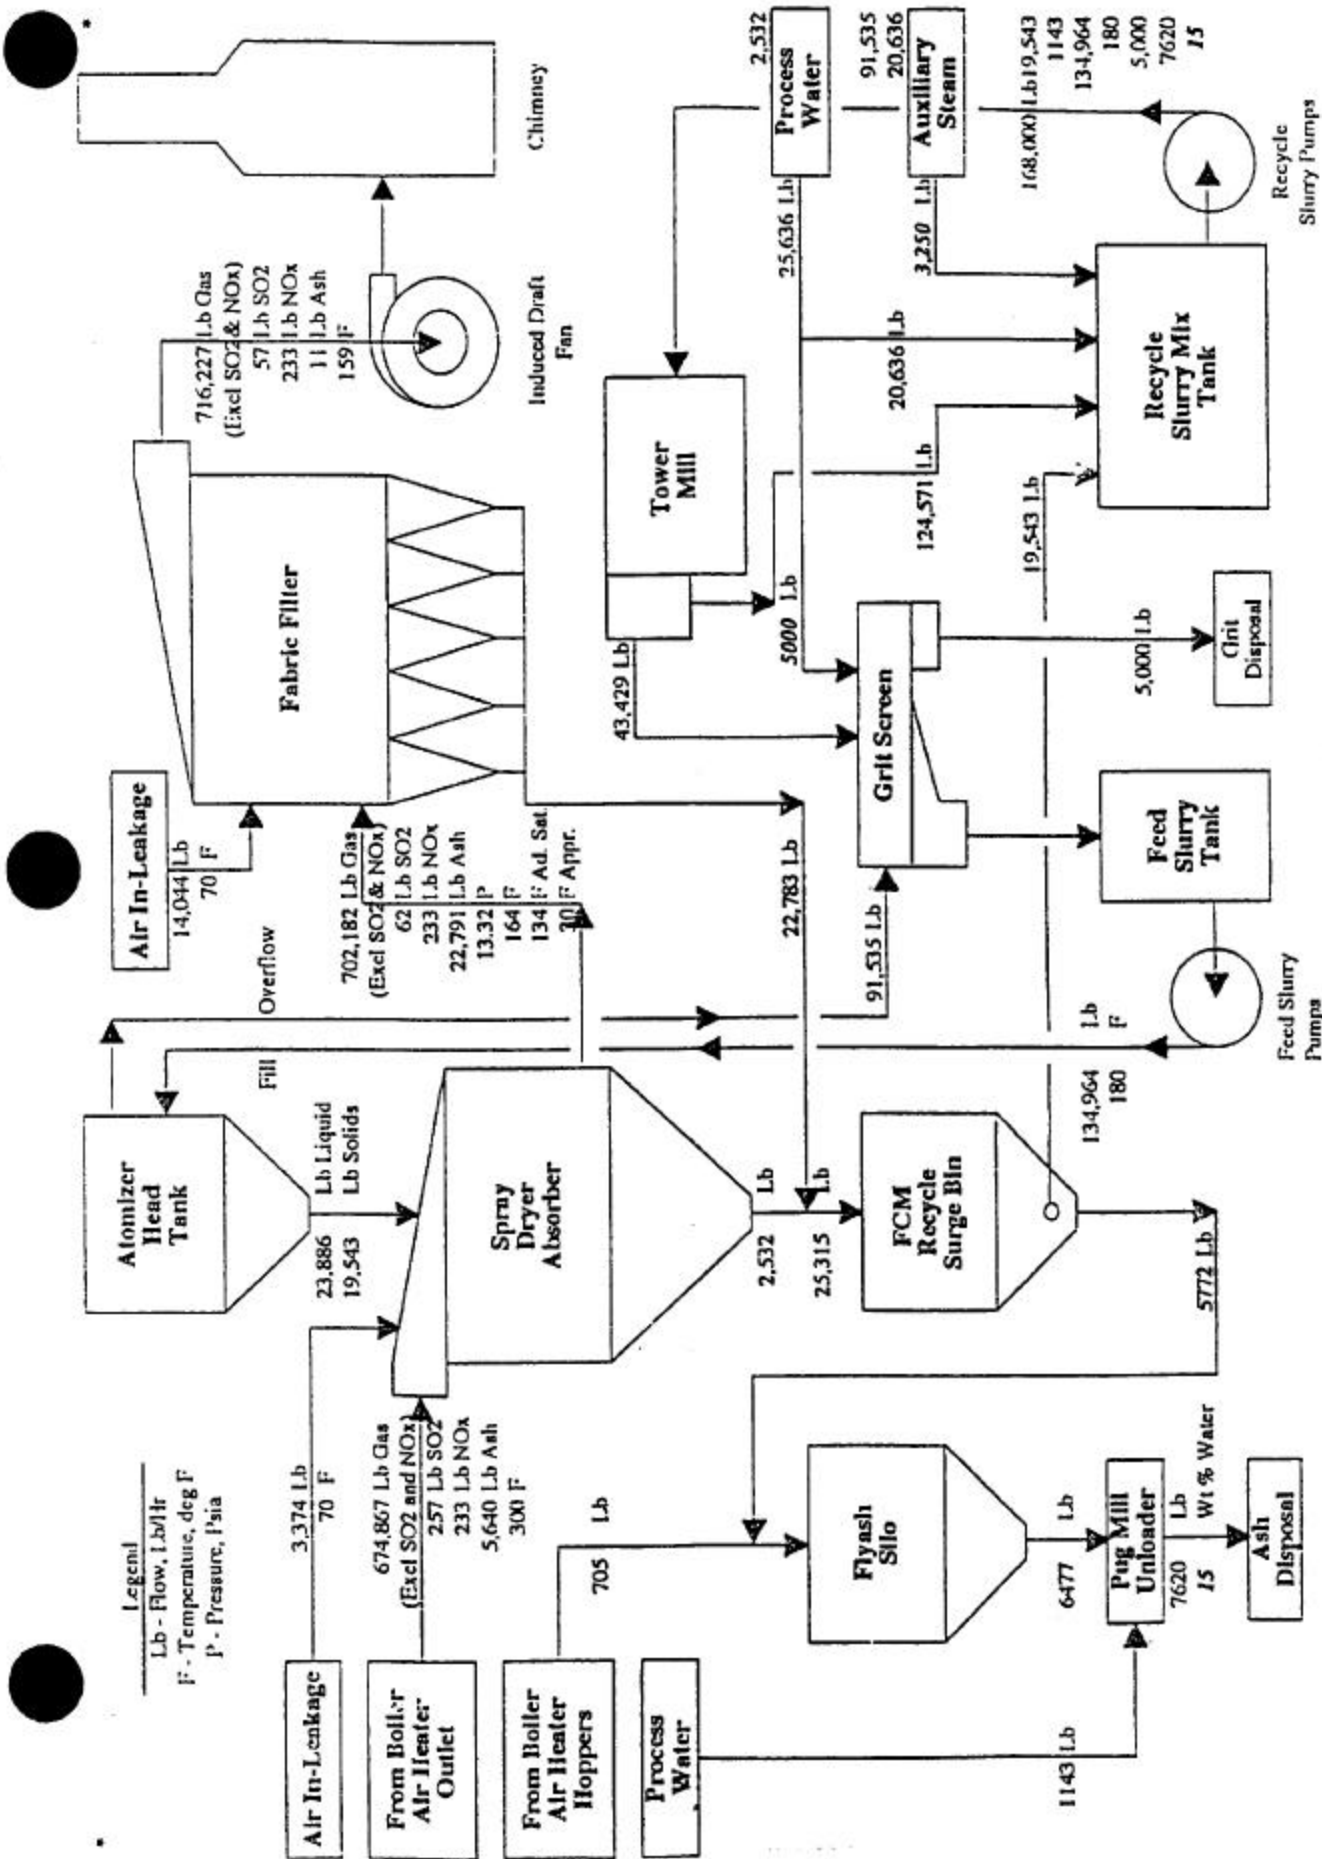 Legend
Lb - Flow, Lb/Hr
F - Temperature, deg F
P - Pressure, Psia
Air In-Leakage
3,374 Lb
70 F
From Boiler
Air Heater
Outlet
674,867 Lb Gas
(Excl SO2 and NOx)
257 Lb SO2
233 Lb NOx
5,640 Lb Ash
300 F
From Boiler
Air Heater
Hoppers
705 Lb
Process
Water
1143 Lb
Atomizer
Head
Tank
Fill
Overflow
23,886 Lb Liquid
19,543 Lb Solids
Spray
Dryer
Absorber
2,532 Lb
25,315 Lb
FCM
Recycle
Surge Bin
5772 Lb
Flyash
Silo
6477 Lb
Pug Mill
Unloader
7620 Lb
15 Wt % Water
Ash
Disposal
Air In-Leakage
14,044 Lb
70 F
702,182 Lb Gas
(Excl SO2 & NOx)
62 Lb SO2
233 Lb NOx
22,791 Lb Ash
13.32 P
164 F
134 F Ad. Sat.
30 F Appr.
Fabric Filter
22,783 Lb
716,227 Lb Gas
(Excl SO2 & NOx)
57 Lb SO2
233 Lb NOx
11 Lb Ash
159 F
Induced Draft
Fan
Chimney
Tower
Mill
43,429 Lb
5000 Lb
124,571 Lb
20,636 Lb
25,636 Lb
3,250 Lb
Process
Water
2,532
Auxiliary
Steam
91,535
20,636
168,000 Lb 19,543
1143
134,964
180
5,000
7620
15
Grit Screen
91,535 Lb
5,000 Lb
Grit
Disposal
19,543 Lb
Recycle
Slurry Mix
Tank
Recycle
Slurry Pumps
Feed
Slurry
Tank
134,964 Lb
180 F
Feed Slurry
Pumps